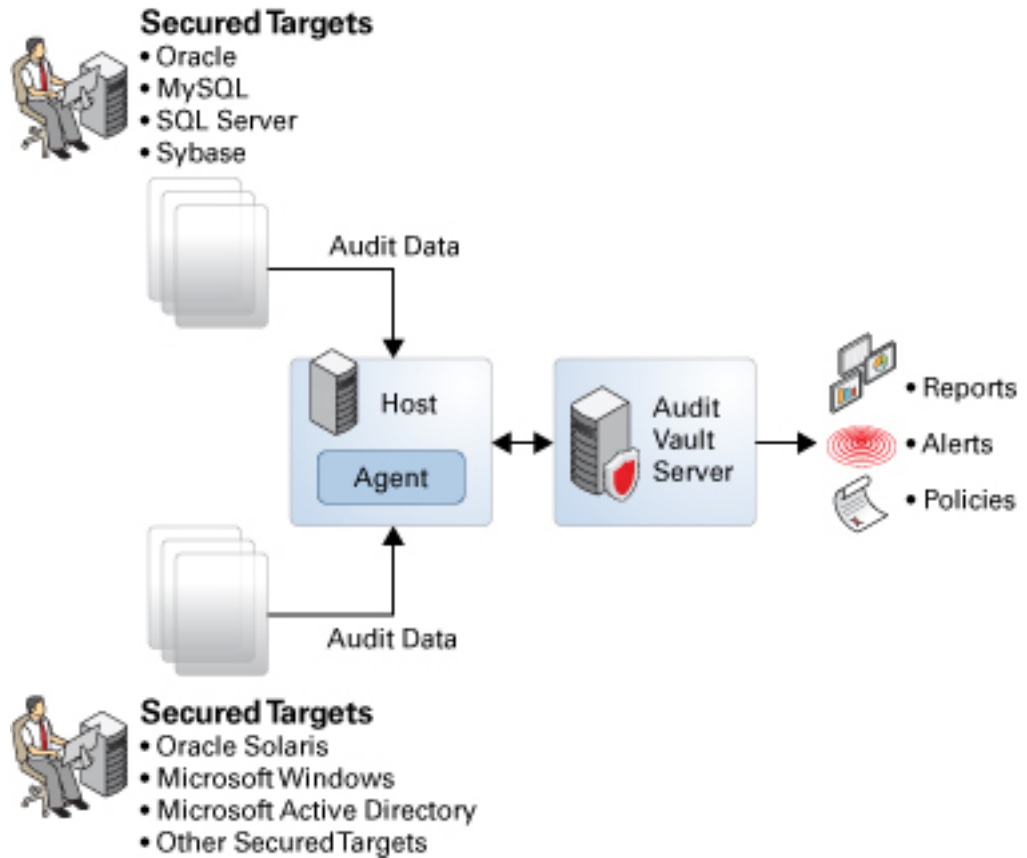 Secured Targets
• Oracle
• MySQL
• SQL Server
• Sybase
Audit Data
Host
Agent
Audit
Vault
Server
• Reports
• Alerts
• Policies
Audit Data
Secured Targets
• Oracle Solaris
• Microsoft Windows
• Microsoft Active Directory
• Other Secured Targets